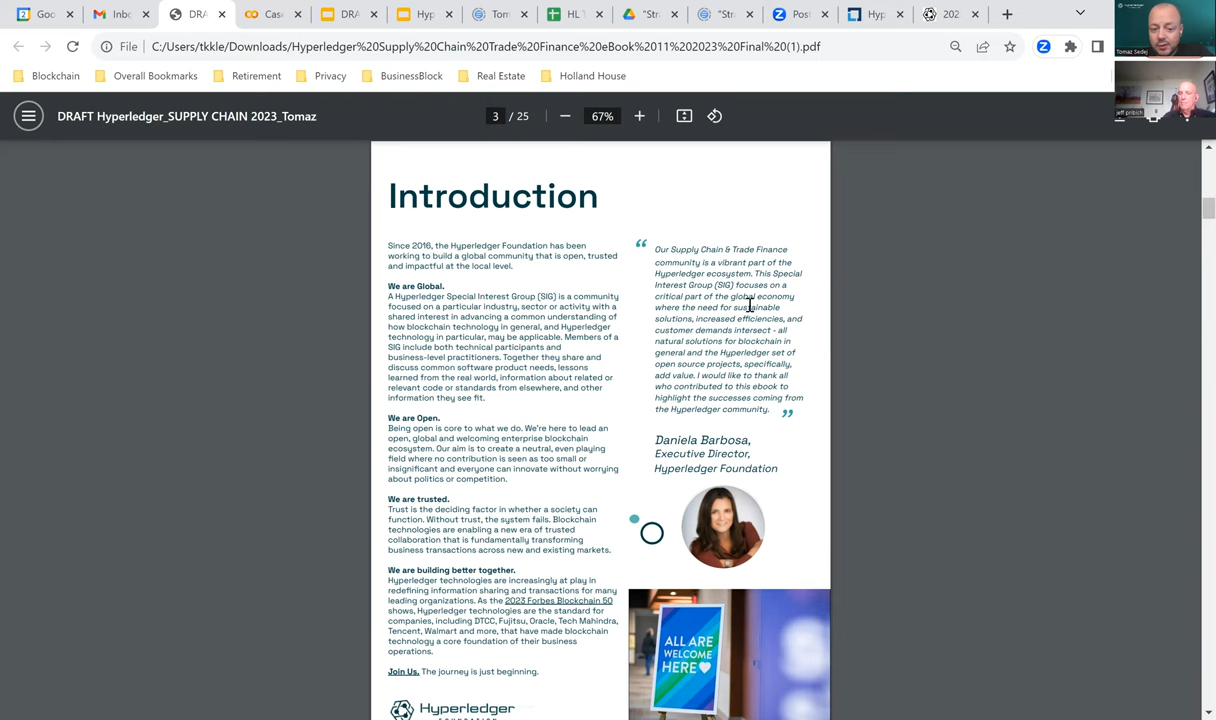 Goo
Inbo
DRA
Case
DRA
Hyp
Tom
HL T
"Stra
"Stra
Post
Hyp
202
File
C:/Users/tkkle/Downloads/Hyperledger%20Supply%20Chain%20Trade%20Finance%20eBook%2011%202023%20Final%20(1).pdf
Blockchain
Overall Bookmarks
Retirement
Privacy
BusinessBlock
Real Estate
Holland House
Tomaz Sedej
jeff pribich
DRAFT Hyperledger_SUPPLY CHAIN 2023_Tomaz
3 / 25
67%
Introduction
Since 2016, the Hyperledger Foundation has been
working to build a global community that is open, trusted
and impactful at the local level.
We are Global.
A Hyperledger Special Interest Group (SIG) is a community
focused on a particular industry, sector or activity with a
shared interest in advancing a common understanding of
how blockchain technology in general, and Hyperledger
technology in particular, may be applicable. Members of a
SIG include both technical participants and
business-level practitioners. Together they share and
discuss common software product needs, lessons
learned from the real world, information about related or
relevant code or standards from elsewhere, and other
information they see fit.
We are Open.
Being open is core to what we do. We're here to lead an
open, global and welcoming enterprise blockchain
ecosystem. Our aim is to create a neutral, even playing
field where no contribution is seen as too small or
insignificant and everyone can innovate without worrying
about politics or competition.
We are trusted.
Trust is the deciding factor in whether a society can
function. Without trust, the system fails. Blockchain
technologies are enabling a new era of trusted
collaboration that is fundamentally transforming
business transactions across new and existing markets.
We are building better together.
Hyperledger technologies are increasingly at play in
redefining information sharing and transactions for many
leading organizations. As the 2023 Forbes Blockchain 50
shows, Hyperledger technologies are the standard for
companies, including DTCC, Fujitsu, Oracle, Tech Mahindra,
Tencent, Walmart and more, that have made blockchain
technology a core foundation of their business
operations.
Join Us. The journey is just beginning.
Hyperledger
FOUNDATION
“
Our Supply Chain & Trade Finance
community is a vibrant part of the
Hyperledger ecosystem. This Special
Interest Group (SIG) focuses on a
critical part of the global economy
where the need for sustainable
solutions, increased efficiencies, and
customer demands intersect - all
natural solutions for blockchain in
general and the Hyperledger set of
open source projects, specifically,
add value. I would like to thank all
who contributed to this ebook to
highlight the successes coming from
the Hyperledger community. ”
Daniela Barbosa,
Executive Director,
Hyperledger Foundation
ALL ARE
WELCOME
HERE